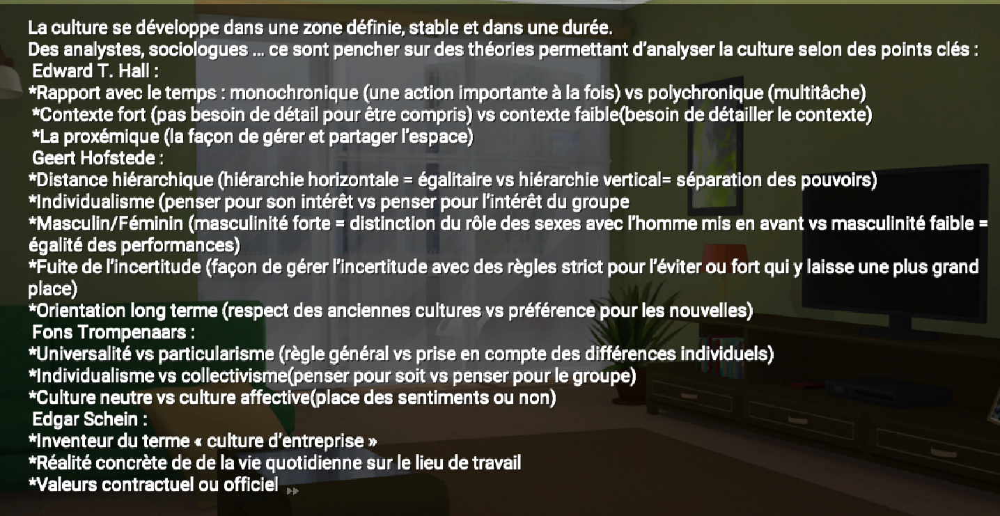 La culture se développe dans une zone définie, stable et dans une durée.
Des analystes, sociologues ... ce sont pencher sur des théories permettant d'analyser la culture selon des points clés :
Edward T. Hall :
*Rapport avec le temps : monochronique (une action importante à la fois) vs polychronique (multitâche)
*Contexte fort (pas besoin de détail pour être compris) vs contexte faible(besoin de détailler le contexte)
*La proxémique (la façon de gérer et partager l'espace)
Geert Hofstede :
*Distance hiérarchique (hiérarchie horizontale = égalitaire vs hiérarchie vertical= séparation des pouvoirs)
*Individualisme (penser pour son intérêt vs penser pour l'intérêt du groupe
*Masculin/Féminin (masculinité forte = distinction du rôle des sexes avec l'homme mis en avant vs masculinité faible =
égalité des performances)
*Fuite de l'incertitude (façon de gérer l'incertitude avec des règles strict pour l'éviter ou fort qui y laisse une plus grand
place)
*Orientation long terme (respect des anciennes cultures vs préférence pour les nouvelles)
Fons Trompenaars :
*Universalité vs particularisme (règle général vs prise en compte des différences individuels)
*Individualisme vs collectivisme(penser pour soit vs penser pour le groupe)
*Culture neutre vs culture affective(place des sentiments ou non)
Edgar Schein :
*Inventeur du terme « culture d'entreprise »
*Réalité concrète de de la vie quotidienne sur le lieu de travail
*Valeurs contractuel ou officiel